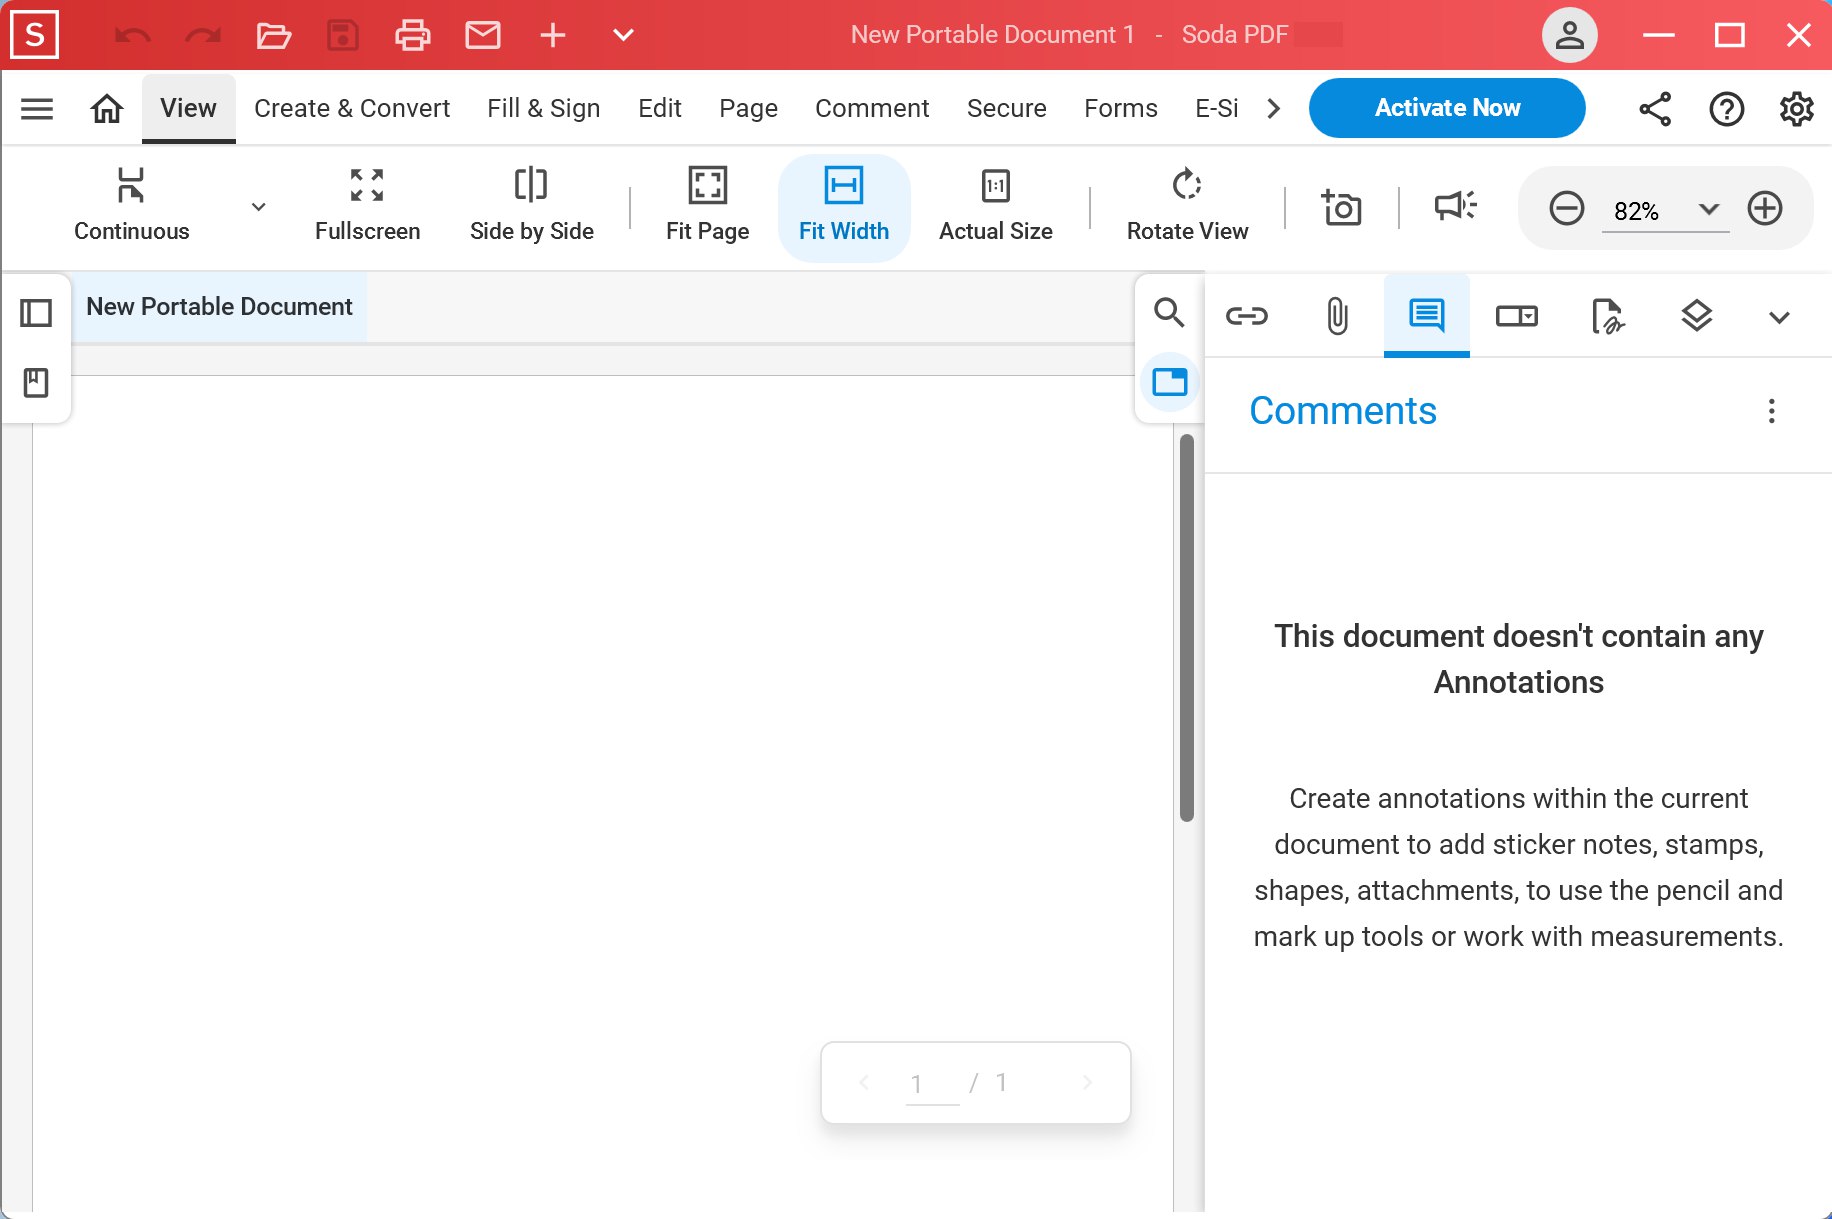 S
New Portable Document 1 - Soda PDF
View Create & Convert Fill & Sign Edit Page Comment Secure Forms E-Si Activate Now
Continuous Fullscreen Side by Side Fit Page Fit Width 1:1 Actual Size Rotate View 82%
New Portable Document
Comments
This document doesn't contain any
Annotations
Create annotations within the current
document to add sticker notes, stamps,
shapes, attachments, to use the pencil and
mark up tools or work with measurements.
1 / 1